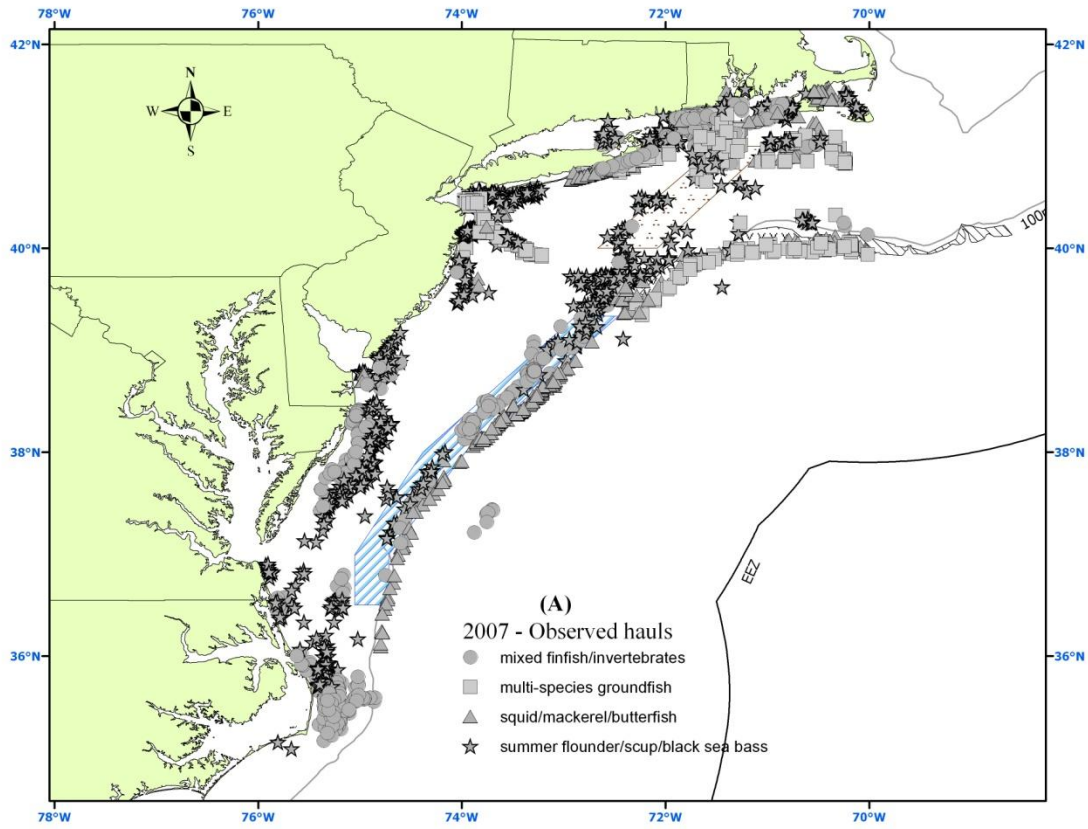 78°W 76°W 74°W 72°W 70°W
42°N 42°N
N
W E
S
100m
40°N 40°N
38°N 38°N
EEZ
(A)
2007 - Observed hauls
36°N 36°N
mixed finfish/invertebrates
multi-species groundfish
squid/mackerel/butterfish
summer flounder/scup/black sea bass
78°W 76°W 74°W 72°W 70°W